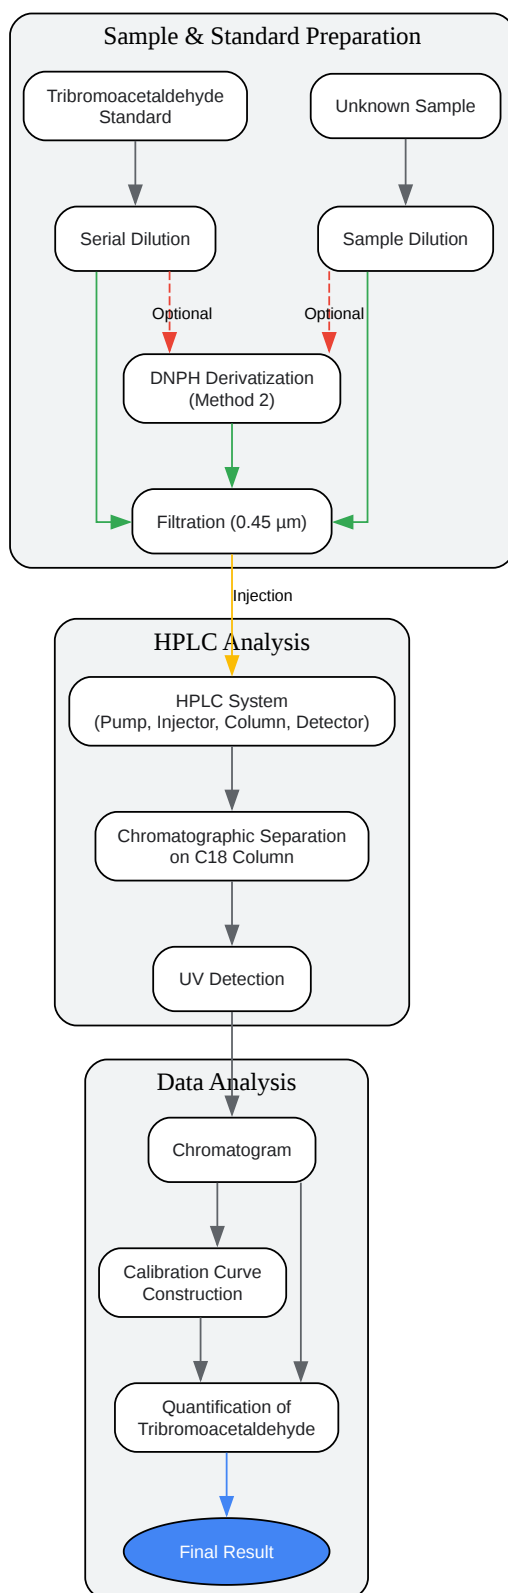 Sample & Standard Preparation
Tribromoacetaldehyde
Standard
Unknown Sample
Serial Dilution
Sample Dilution
Optional
Optional
DNPH Derivatization
(Method 2)
Filtration (0.45 µm)
Injection
HPLC Analysis
HPLC System
(Pump, Injector, Column, Detector)
Chromatographic Separation
on C18 Column
UV Detection
Data Analysis
Chromatogram
Calibration Curve
Construction
Quantification of
Tribromoacetaldehyde
Final Result